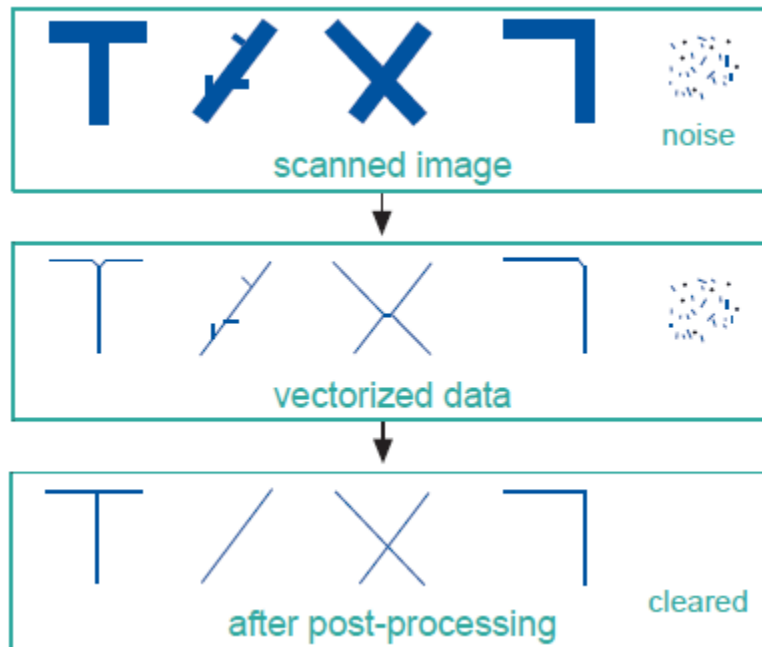 noise
scanned image
vectorized data
cleared
after post-processing